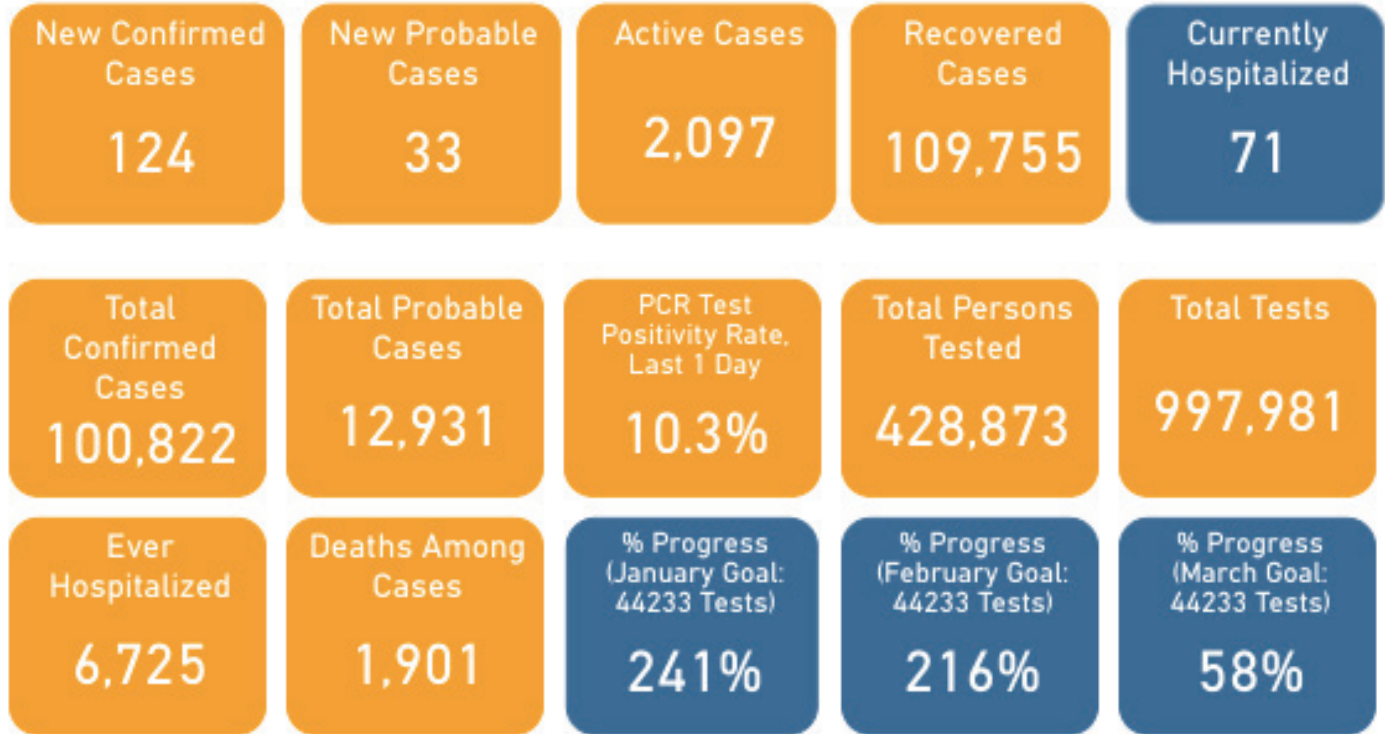 New Confirmed
Cases
124
New Probable
Cases
33
Active Cases
2,097
Recovered
Cases
109,755
Currently
Hospitalized
71
Total
Confirmed
Cases
100,822
Total Probable
Cases
12,931
PCR Test
Positivity Rate,
Last 1 Day
10.3%
Total Persons
Tested
428,873
Total Tests
997,981
Ever
Hospitalized
6,725
Deaths Among
Cases
1,901
% Progress
(January Goal:
44233 Tests)
241%
% Progress
(February Goal:
44233 Tests)
216%
% Progress
(March Goal:
44233 Tests)
58%